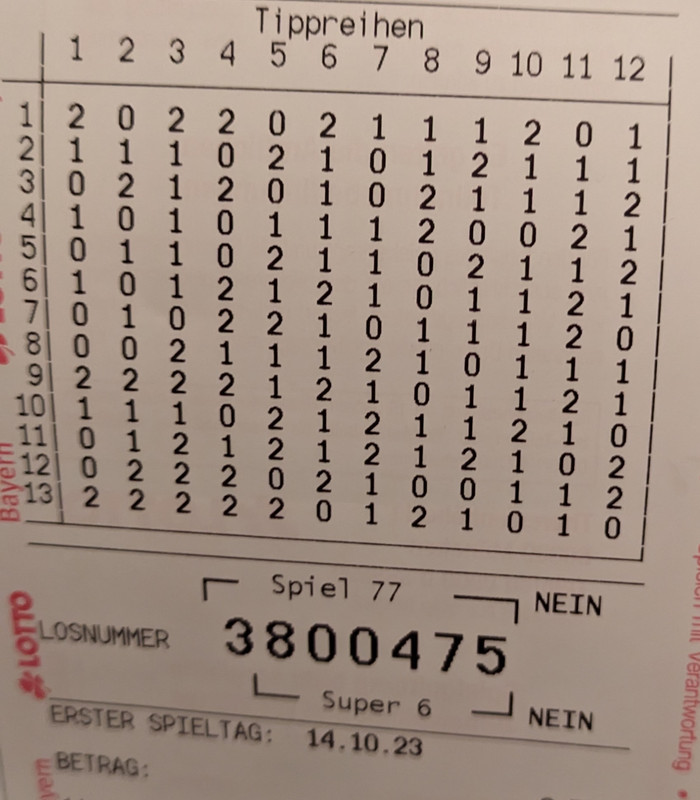 Tippreihen
1 2 3 4 5 6 7 8 9 10 11 12
1 2 0 2 2 0 2 1 1 1 2 0 1
2 1 1 1 0 2 1 0 1 2 1 1 1
3 0 2 1 2 0 1 0 2 1 1 1 2
4 1 0 1 0 1 1 1 2 0 0 2 1
5 0 1 1 0 2 1 1 0 2 1 1 2
6 1 0 1 2 1 2 1 0 1 1 2 1
7 0 1 0 2 2 1 0 1 1 1 2 0
8 0 0 2 1 1 1 2 1 0 1 1 1
9 2 2 2 2 1 2 1 0 1 1 2 1
10 1 1 1 0 2 1 2 1 1 2 1 0
11 0 1 2 1 2 1 2 1 2 1 0 2
12 0 2 2 2 0 2 1 0 0 1 1 2
13 2 2 2 2 2 0 1 2 1 0 1 0
Spiel 77 NEIN
LOSNUMMER 3800475
Super 6 NEIN
ERSTER SPIELTAG: 14.10.23
BETRAG:
Bayern
LOTTO
Verantwortung